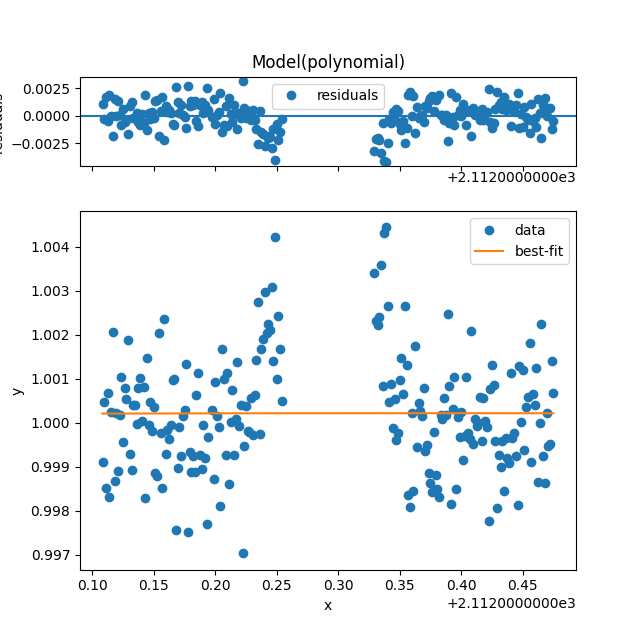 Model(polynomial)
0.0025
0.0000
−0.0025
residuals
residuals
+2.1120000000e3
1.004
1.003
1.002
1.001
1.000
0.999
0.998
0.997
y
data
best-fit
0.10 0.15 0.20 0.25 0.30 0.35 0.40 0.45
x
+2.1120000000e3